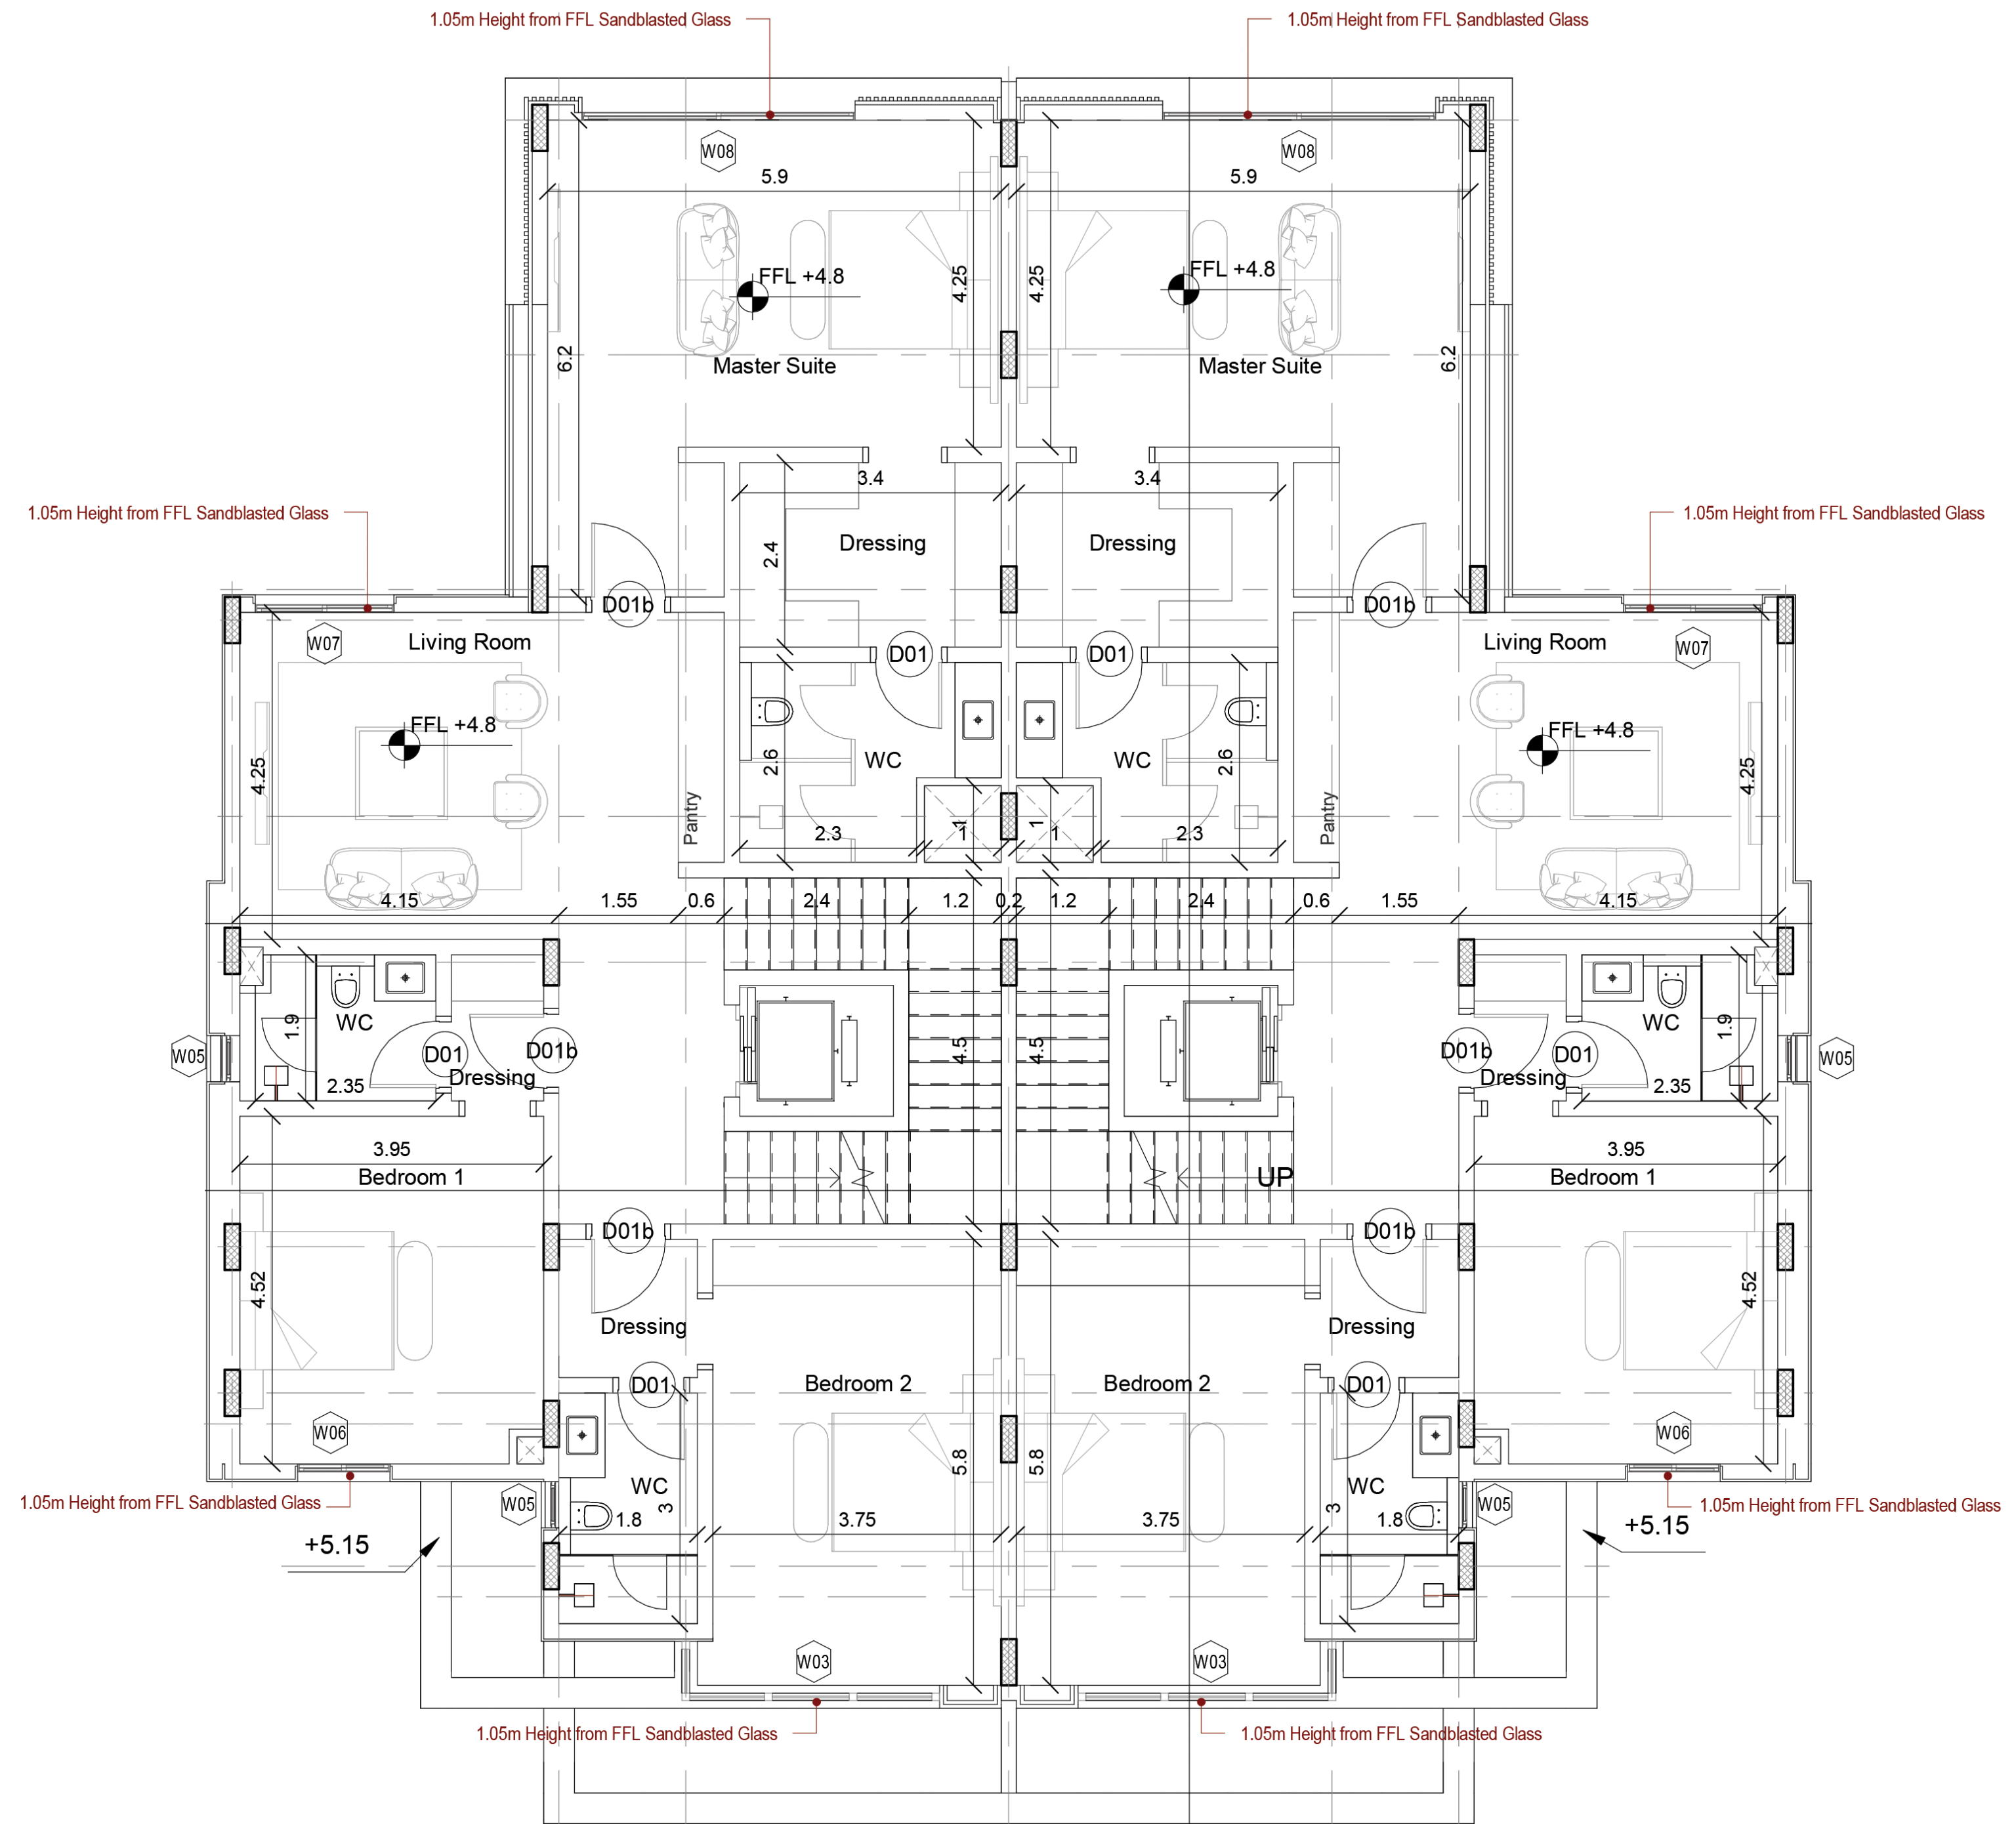 1.05m Height from FFL Sandblasted Glass
1.05m Height from FFL Sandblasted Glass
W08
W08
5.9
5.9
FFL +4.8
FFL +4.8
4.25
4.25
6.2
6.2
Master Suite
Master Suite
3.4
3.4
1.05m Height from FFL Sandblasted Glass
1.05m Height from FFL Sandblasted Glass
Dressing
Dressing
2.4
D01b
D01b
W07
Living Room
D01
D01
Living Room
W07
FFL +4.8
FFL +4.8
4.25
2.6
WC
WC
2.6
4.25
Pantry
Pantry
2.3
1
1
1
1
2.3
4.15
1.55
0.6
2.4
1.2
0.2
1.2
2.4
0.6
1.55
4.15
WC
WC
1.9
1.9
W05
D01
D01b
4.5
4.5
D01b
D01
W05
2.35
Dressing
Dressing
2.35
3.95
3.95
Bedroom 1
UP
Bedroom 1
D01b
D01b
4.52
4.52
Dressing
Dressing
D01
Bedroom 2
Bedroom 2
D01
W06
W06
5.8
5.8
WC
WC
1.05m Height from FFL Sandblasted Glass
W05
3
3
W05
1.05m Height from FFL Sandblasted Glass
1.8
3.75
3.75
1.8
+5.15
+5.15
W03
W03
1.05m Height from FFL Sandblasted Glass
1.05m Height from FFL Sandblasted Glass